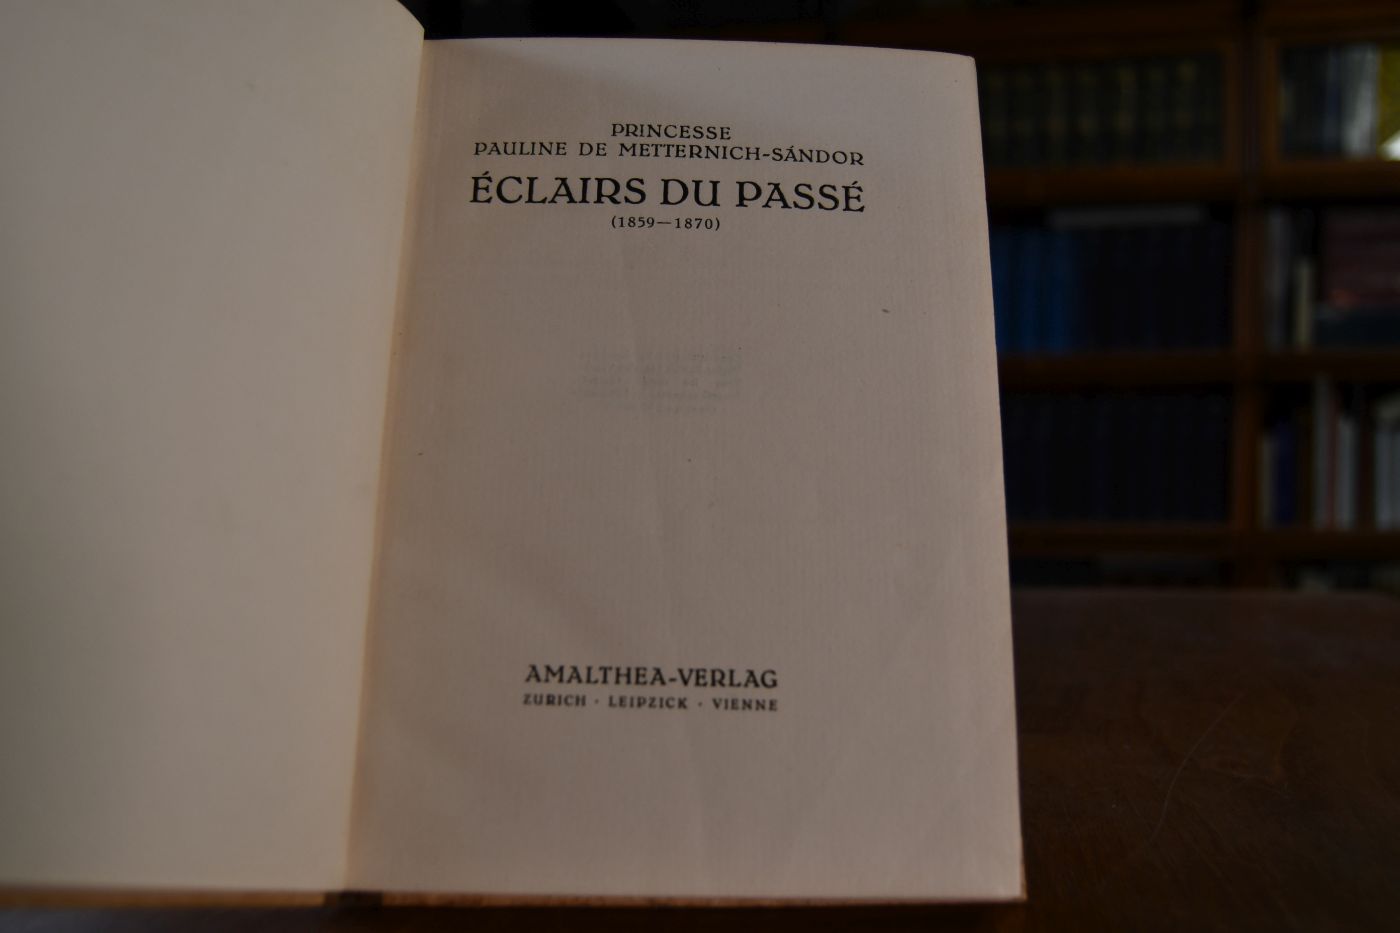 PRINCESSE
PAULINE DE METTERNICH-SÁNDOR
ÉCLAIRS DU PASSÉ
(1859—1870)
AMALTHEA-VERLAG
ZURICH · LEIPZICK · VIENNE